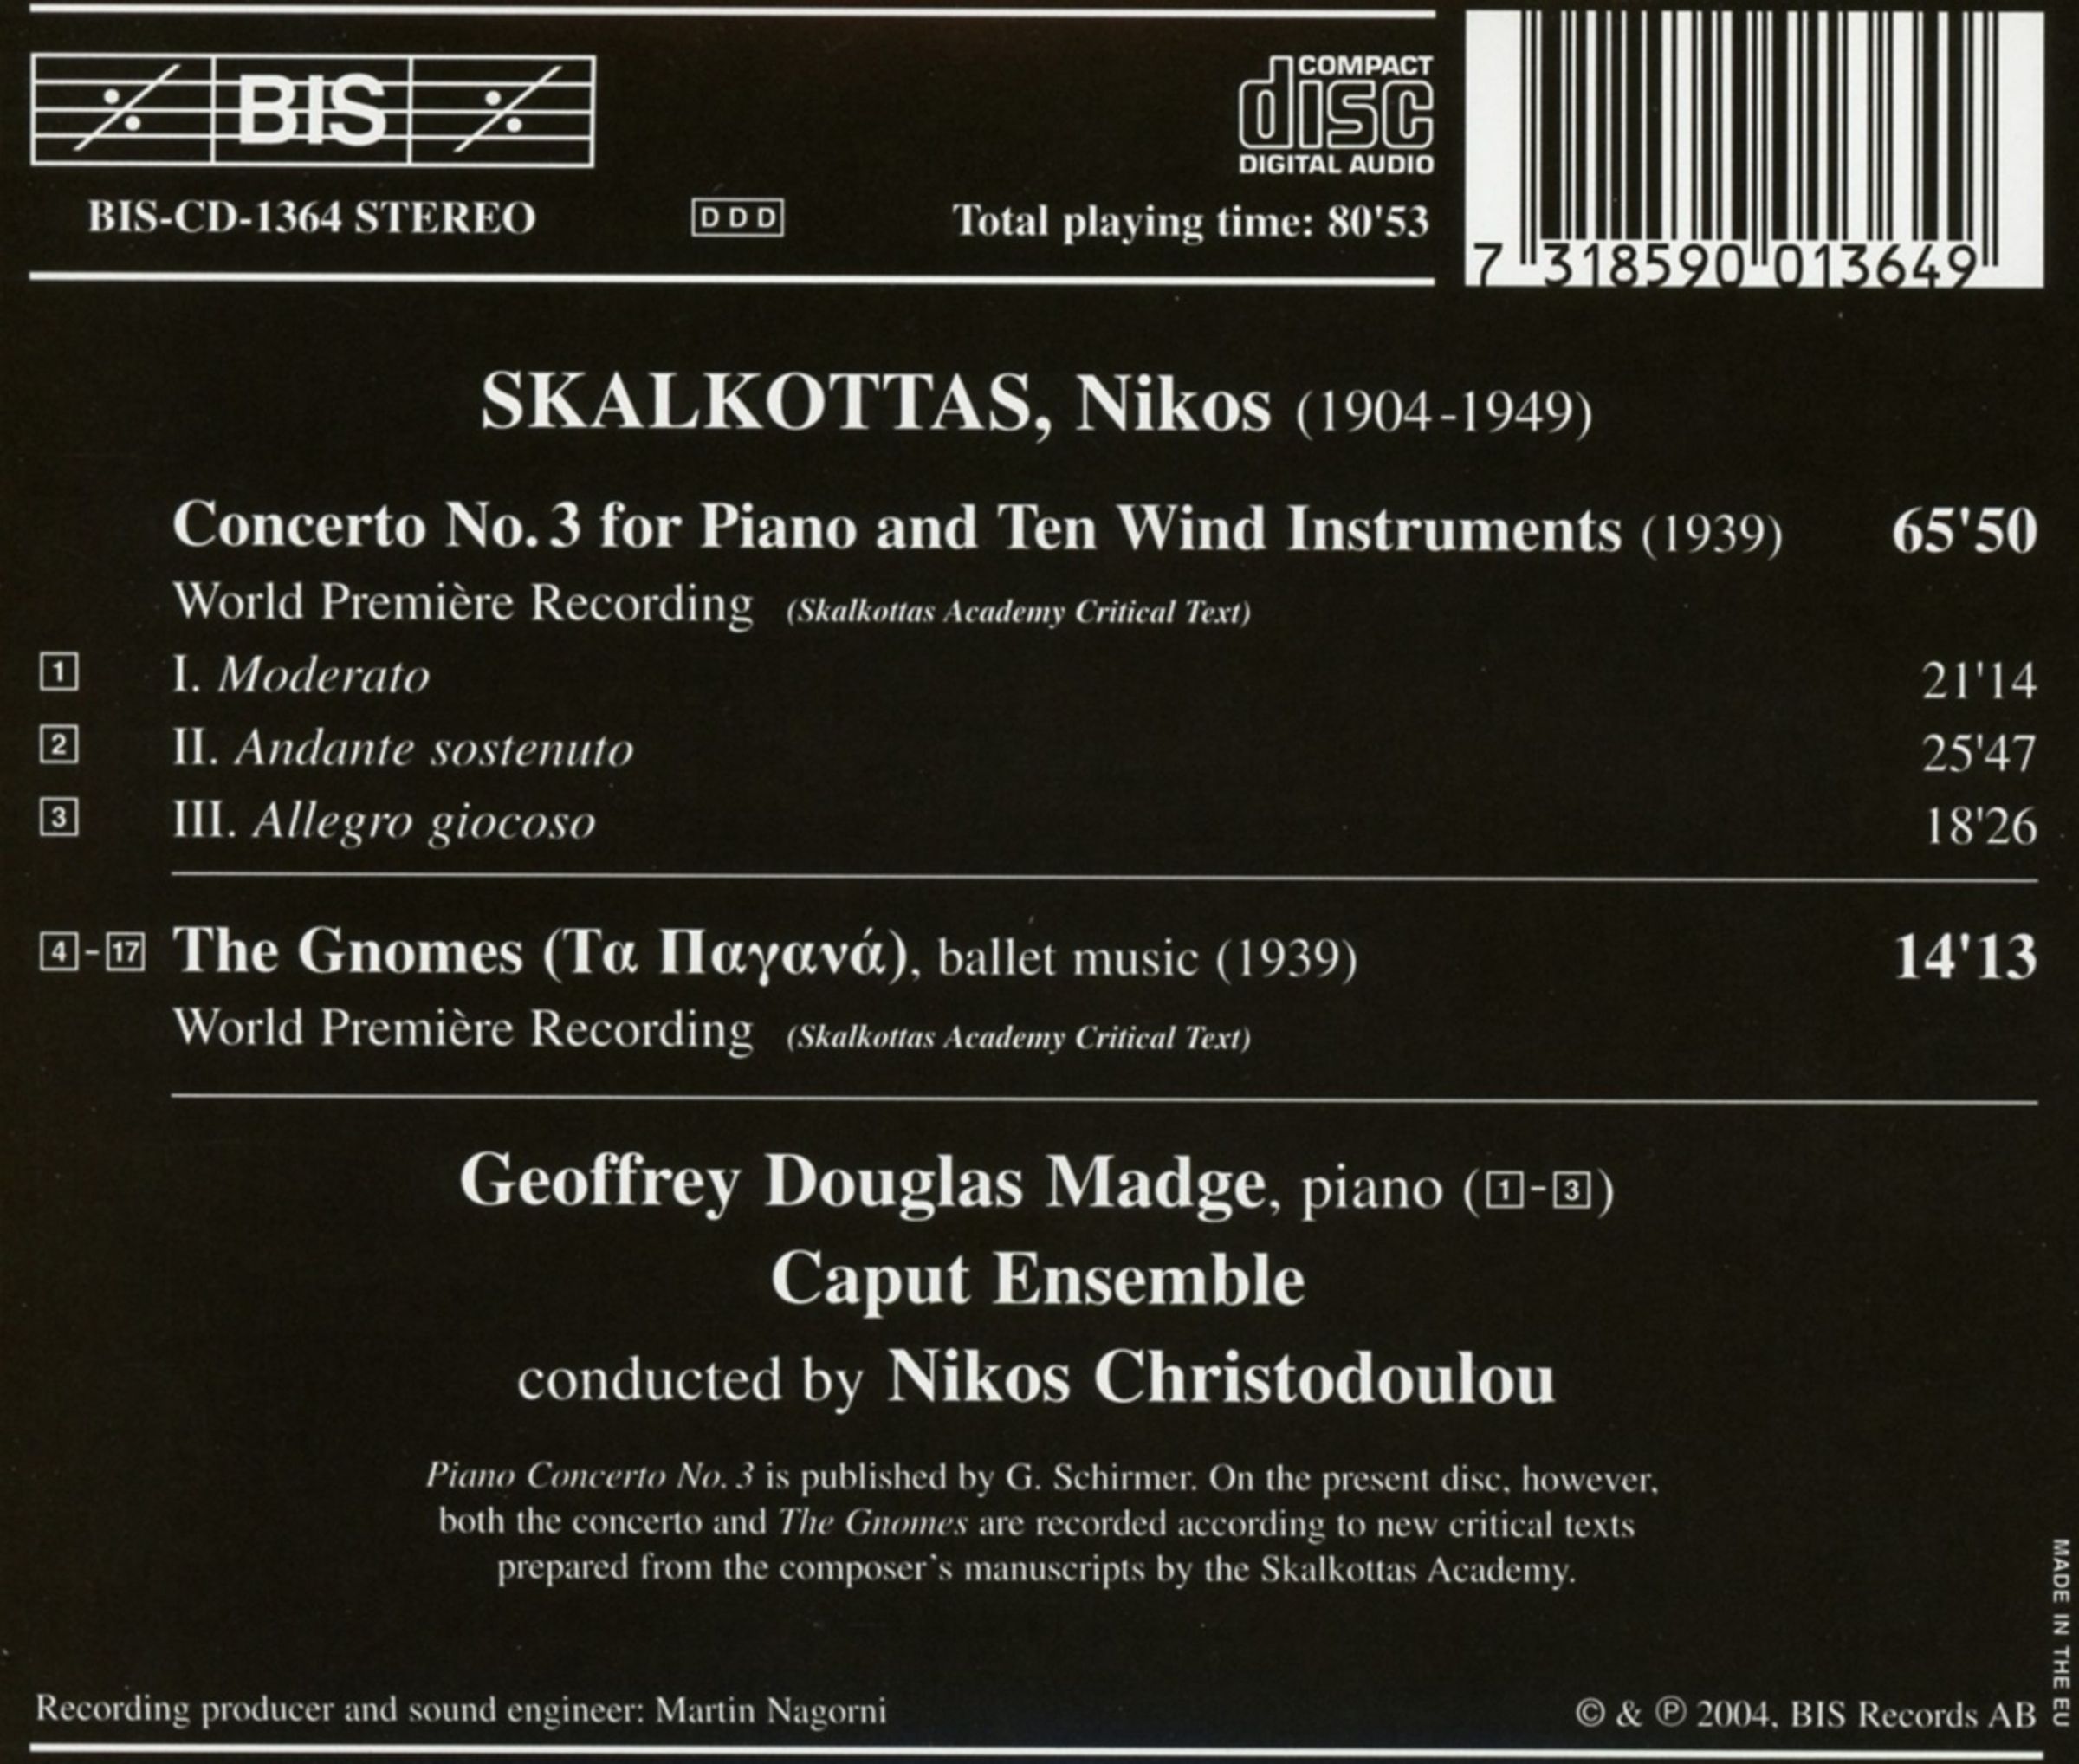 BIS
COMPACT
disc
DIGITAL AUDIO
BIS-CD-1364 STEREO
DDD
Total playing time: 80'53
7 318590 013649
SKALKOTTAS, Nikos (1904-1949)
Concerto No. 3 for Piano and Ten Wind Instruments (1939) 65'50
World Première Recording (Skalkottas Academy Critical Text)
1 I. Moderato 21'14
2 II. Andante sostenuto 25'47
3 III. Allegro giocoso 18'26
4-17 The Gnomes (Τα Παγανά), ballet music (1939) 14'13
World Première Recording (Skalkottas Academy Critical Text)
Geoffrey Douglas Madge, piano (1-3)
Caput Ensemble
conducted by Nikos Christodoulou
Piano Concerto No. 3 is published by G. Schirmer. On the present disc, however,
both the concerto and The Gnomes are recorded according to new critical texts
prepared from the composer's manuscripts by the Skalkottas Academy.
Recording producer and sound engineer: Martin Nagorni
© & ℗ 2004, BIS Records AB
MADE IN THE EU